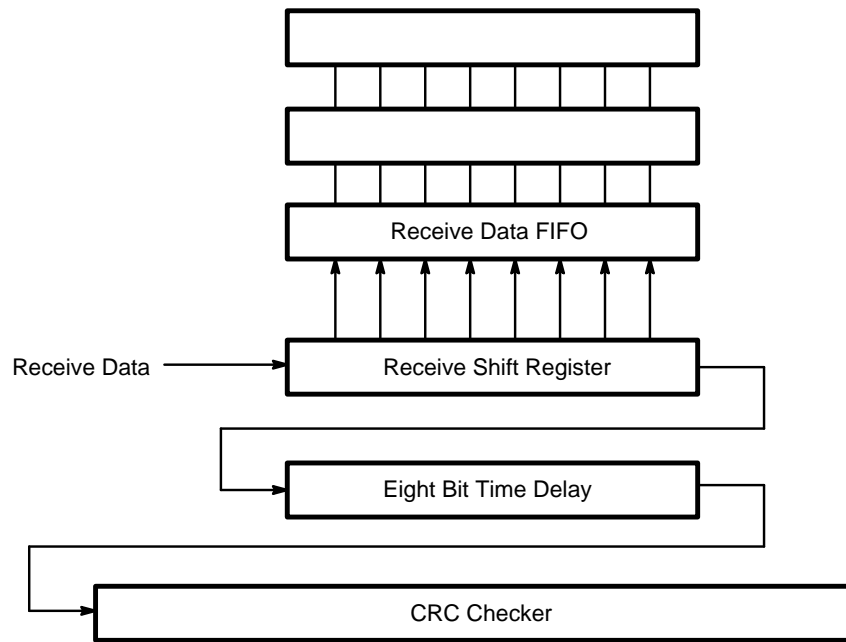 Receive Data FIFO
Receive Data
Receive Shift Register
Eight Bit Time Delay
CRC Checker